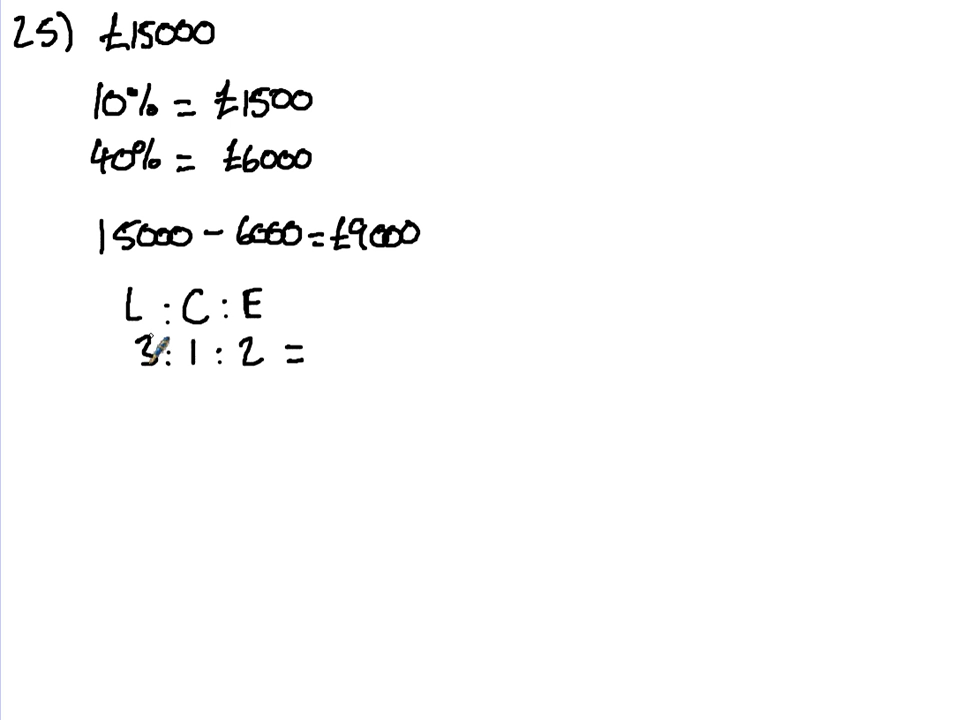 25) £15000
10% = £1500
40% = £6000
15000 - 6000 = £9000
L : C : E
3 : 1 : 2 =